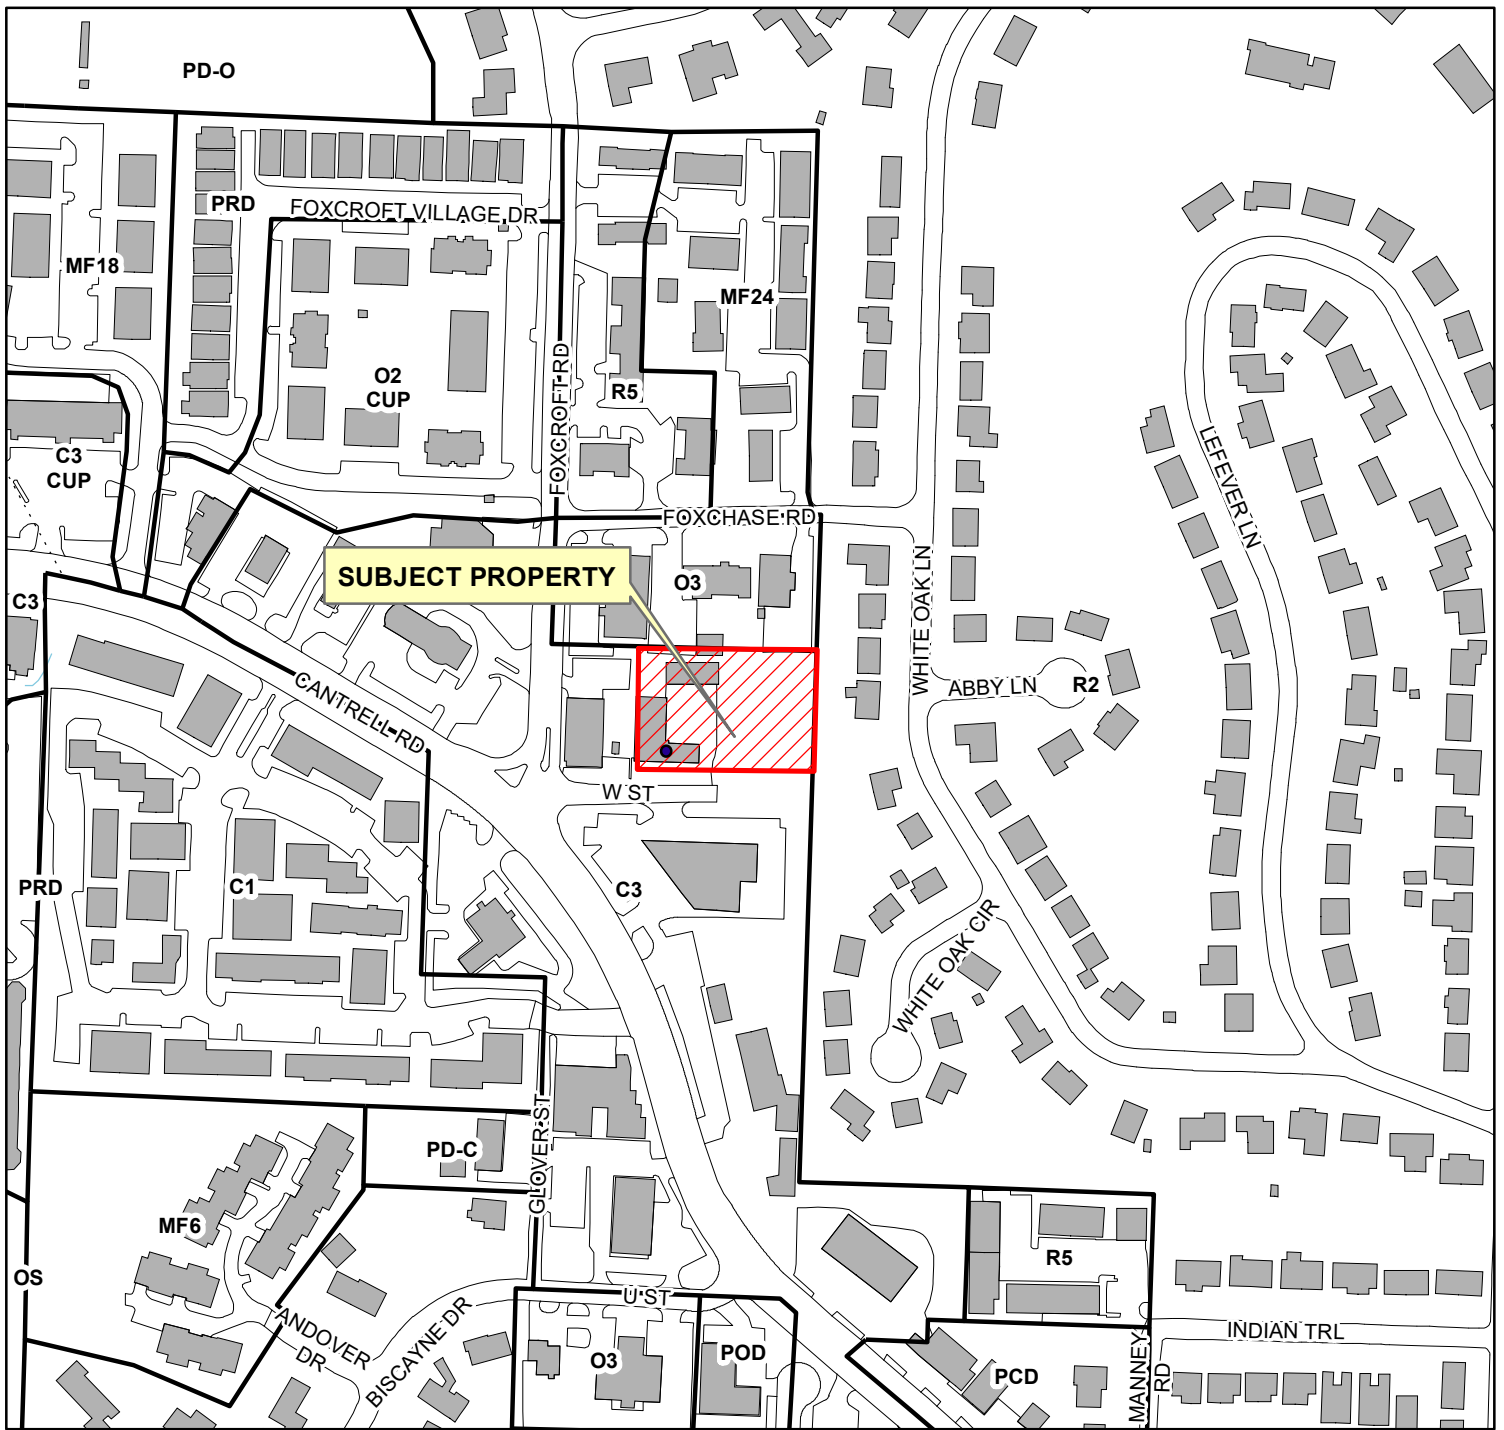 PD-O
PRD
FOXCROFT VILLAGE DR
MF18
MF24
FOXCROFT RD
O2
CUP
R5
C3
CUP
LEFEVER LN
FOXCHASE RD
SUBJECT PROPERTY
O3
C3
WHITE OAK LN
ABBY LN
R2
CANTRELL RD
W ST
PRD
C1
C3
WHITE OAK CIR
GLOVER ST
PD-C
MF6
R5
OS
U ST
ANDOVER
DR
BISCAYNE DR
O3
POD
PCD
MANNEY
RD
INDIAN TRL